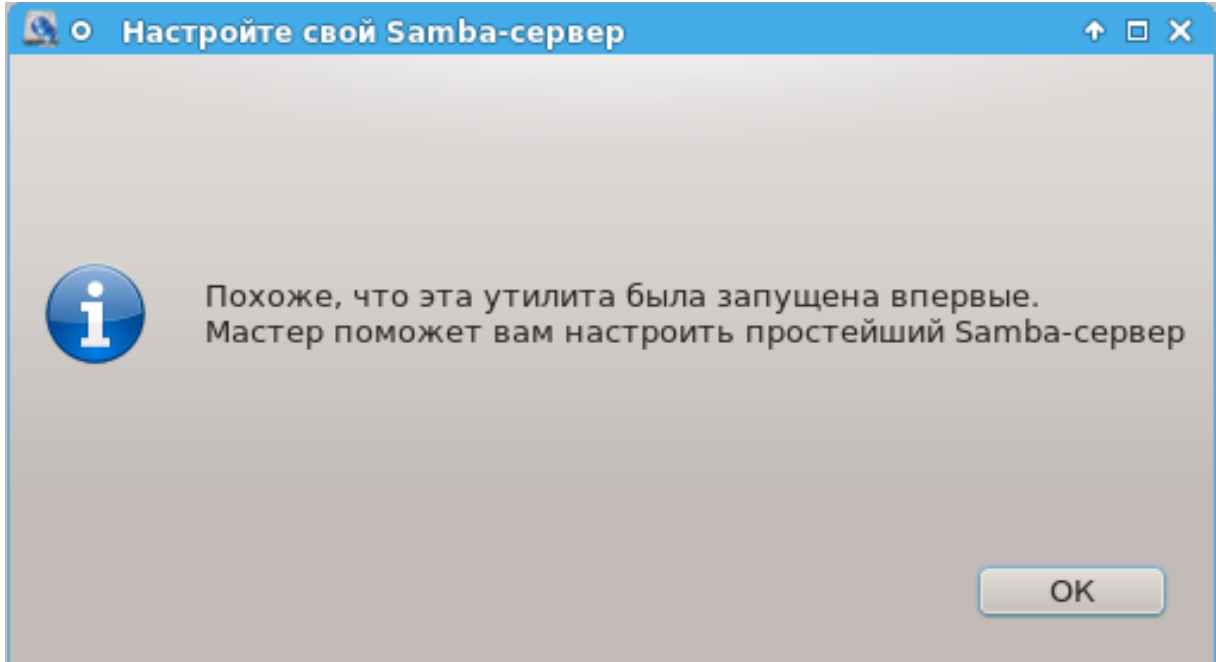 Настройте свой Samba-сервер
Похоже, что эта утилита была запущена впервые.
Мастер поможет вам настроить простейший Samba-сервер
OK